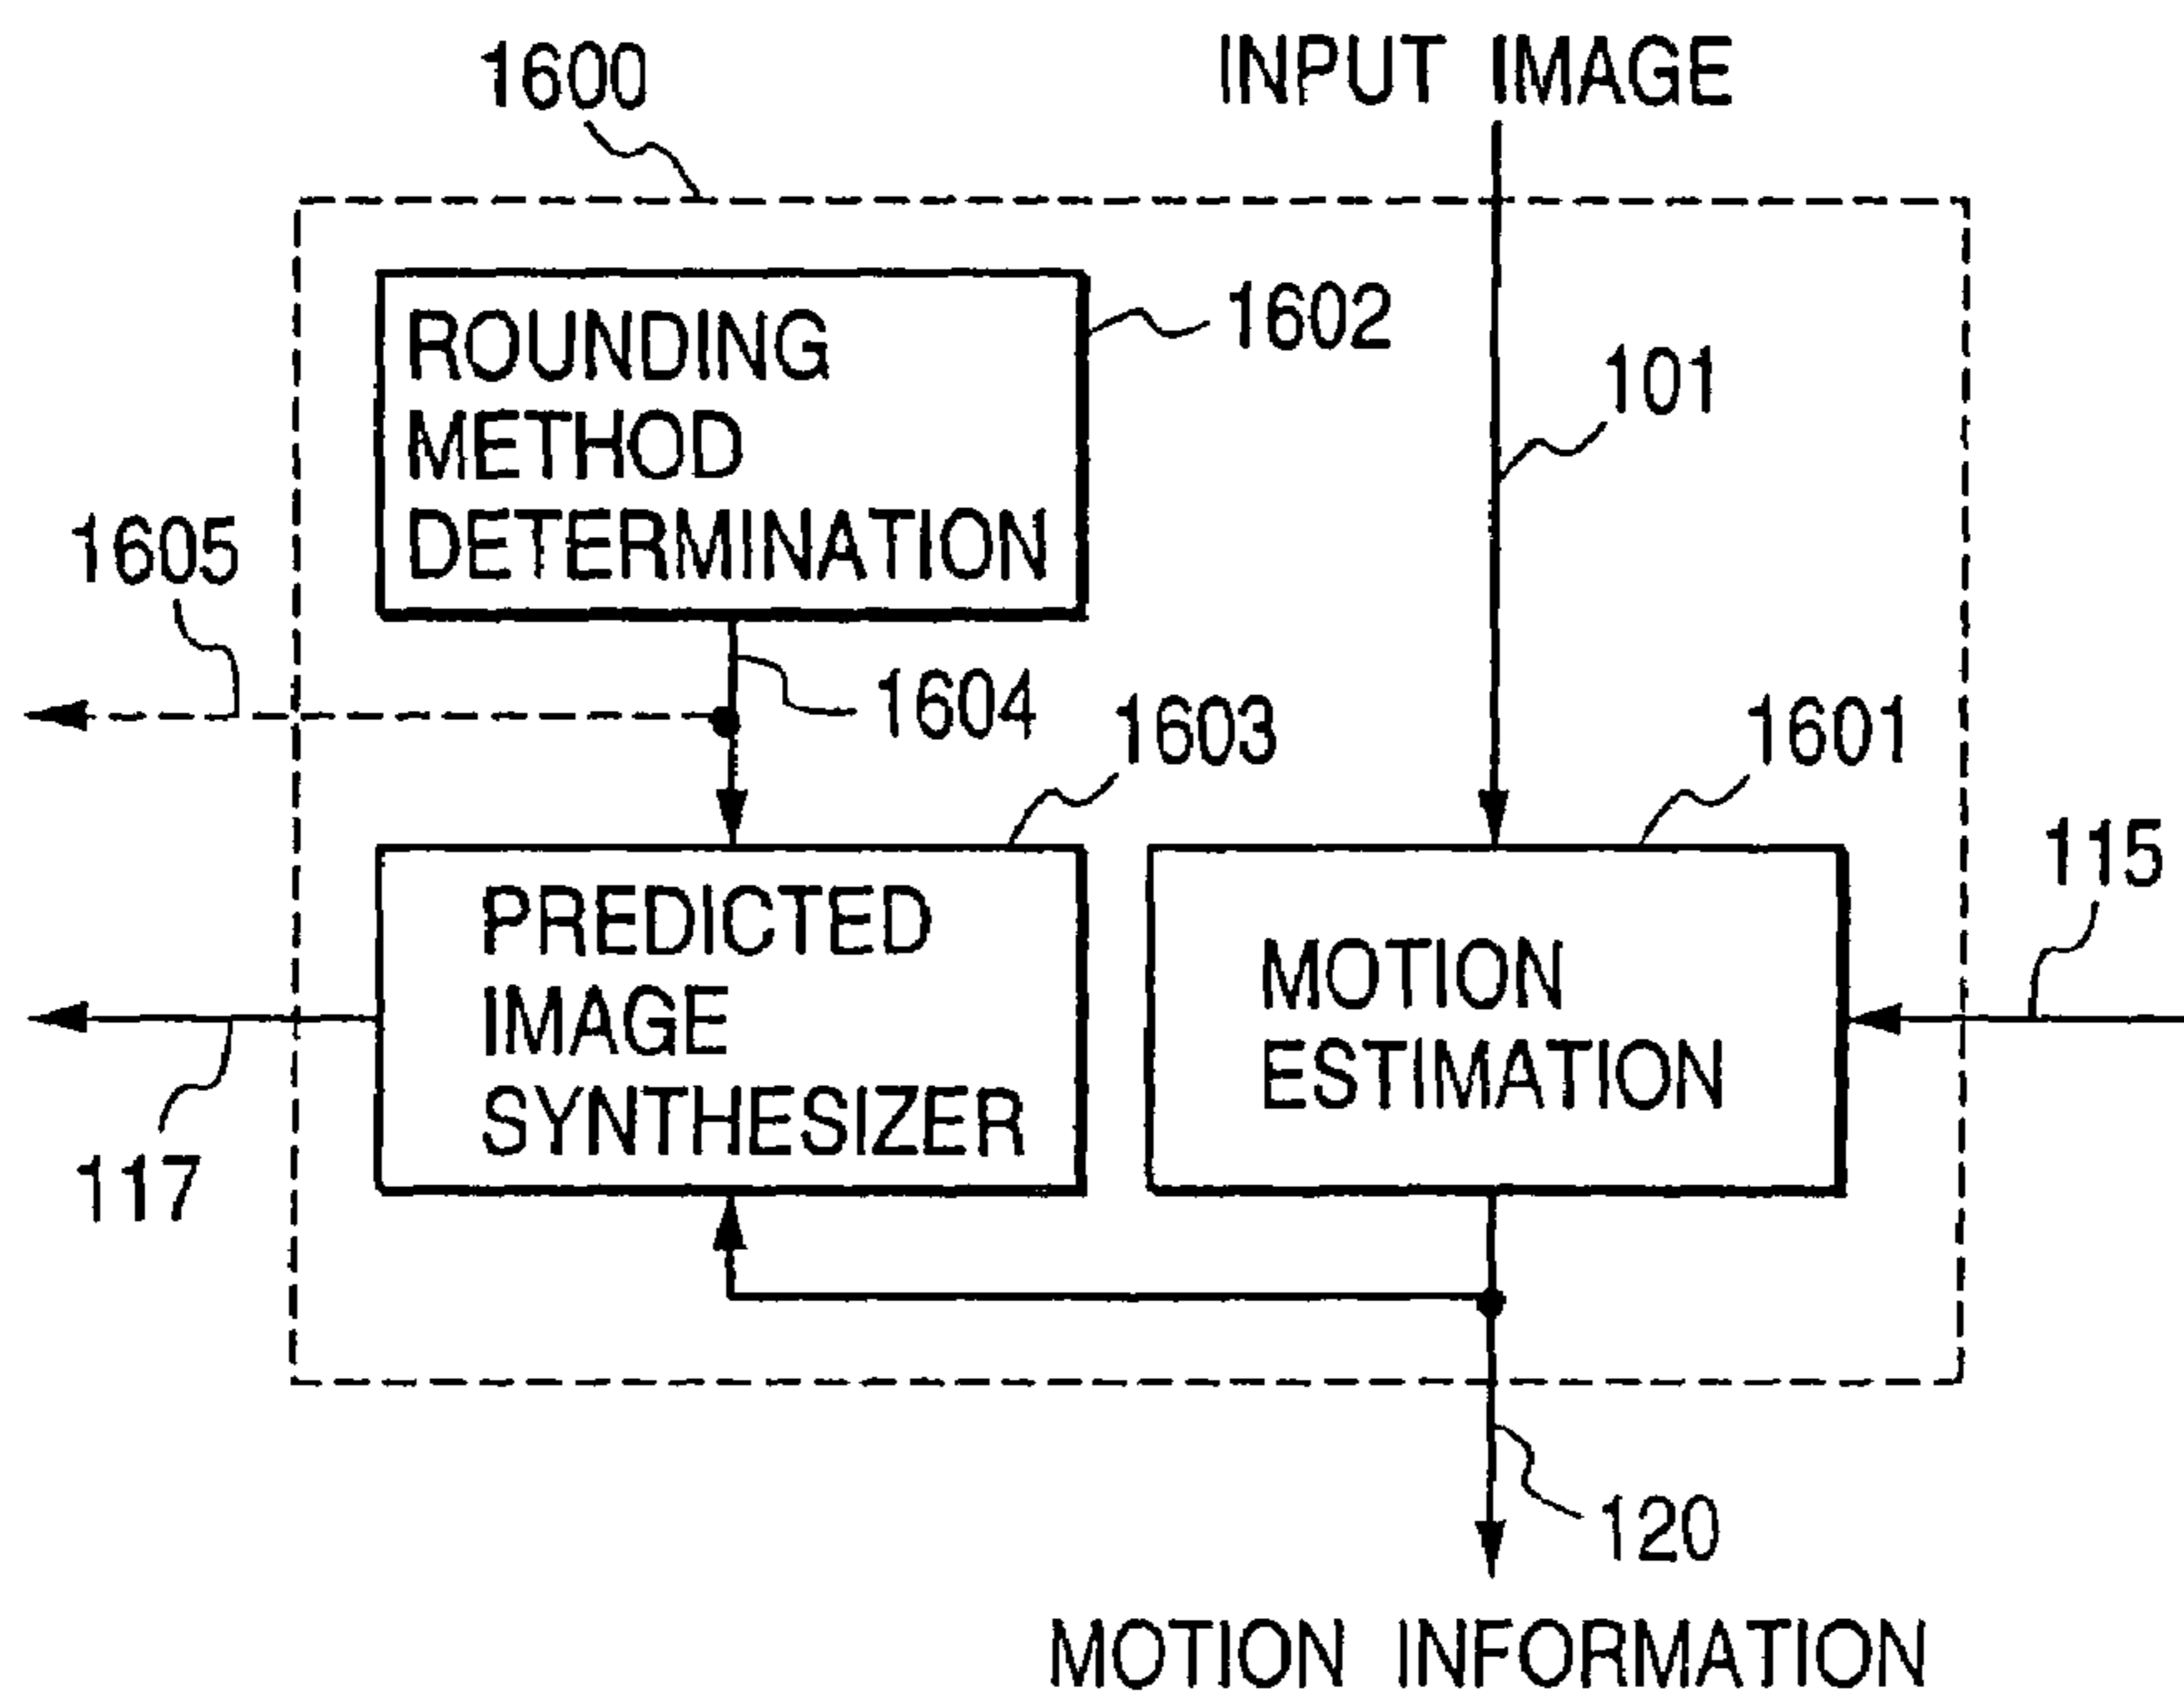 1600
INPUT IMAGE
ROUNDING
METHOD
DETERMINATION
1602
101
1605
1604
1603
1601
115
PREDICTED
IMAGE
SYNTHESIZER
MOTION
ESTIMATION
117
120
MOTION INFORMATION